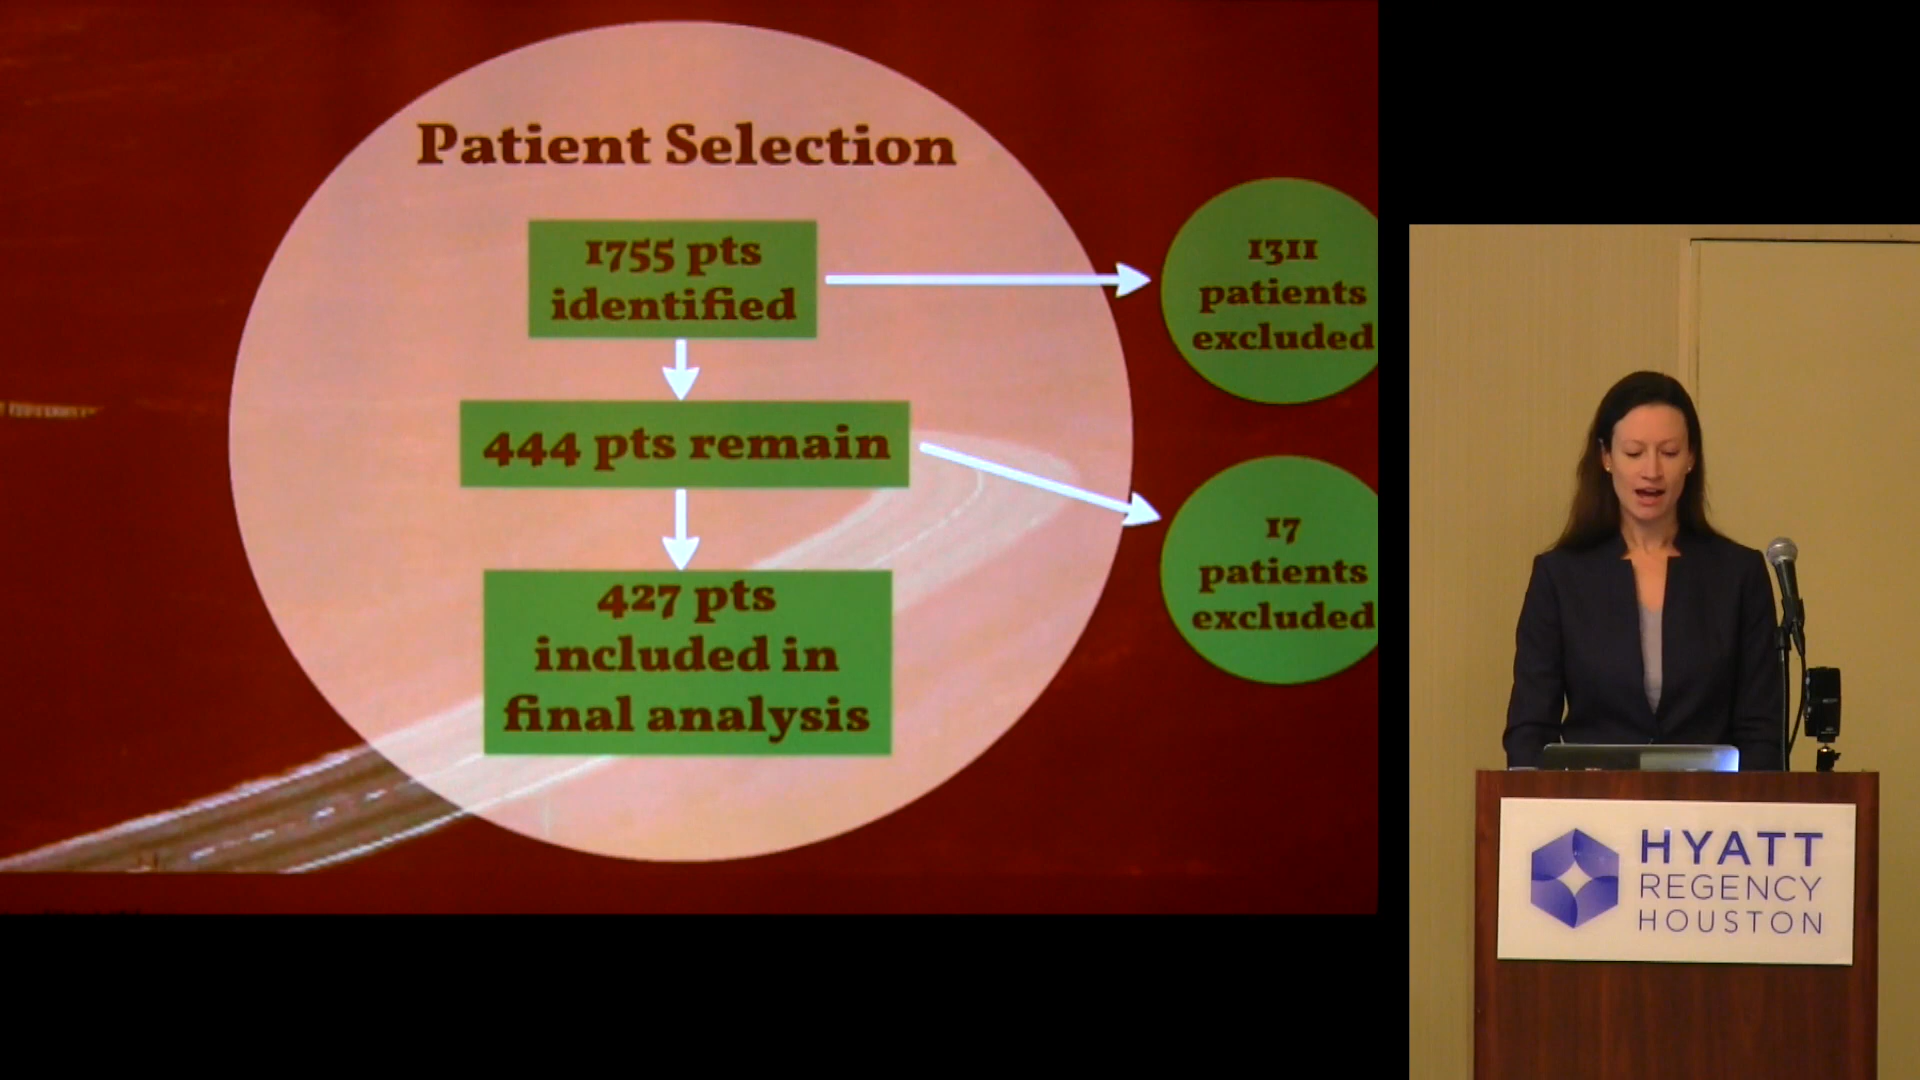 Patient Selection
1755 pts
identified
1311
patients
excluded
444 pts remain
17
patients
excluded
427 pts
included in
final analysis
HYATT
REGENCY
HOUSTON